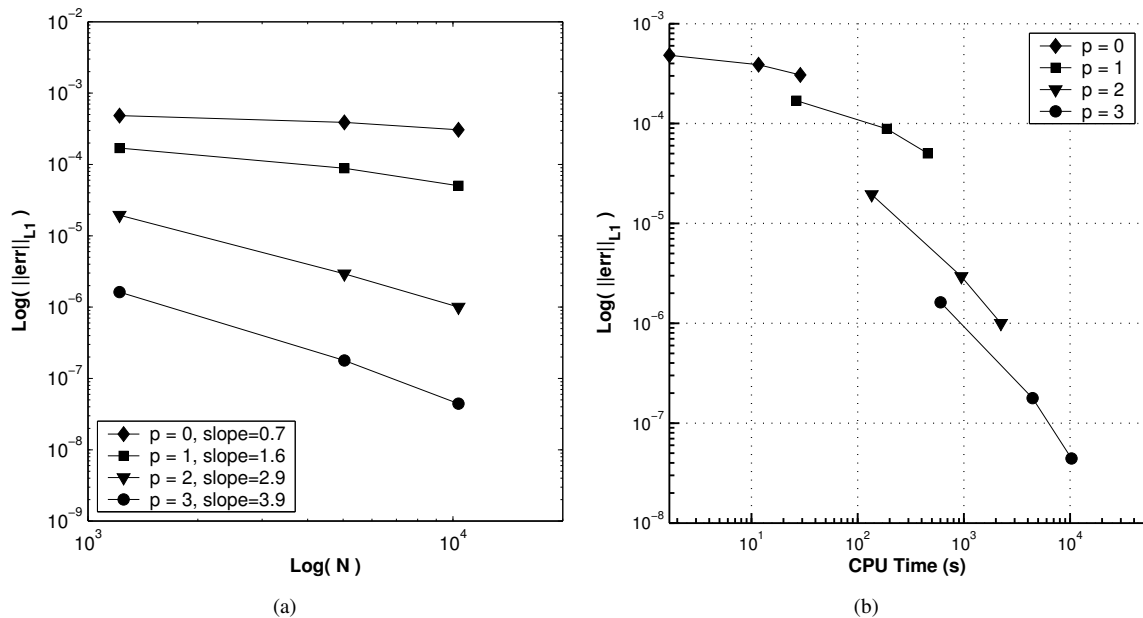 10^-2
10^-3
10^-4
10^-5
10^-6
10^-7
10^-8
10^-9
Log( ||err||_L1 )
p = 0, slope=0.7
p = 1, slope=1.6
p = 2, slope=2.9
p = 3, slope=3.9
10^3
10^4
Log( N )
(a)
10^-3
10^-4
10^-5
10^-6
10^-7
10^-8
Log( ||err||_L1 )
p = 0
p = 1
p = 2
p = 3
10^1
10^2
10^3
10^4
CPU Time (s)
(b)